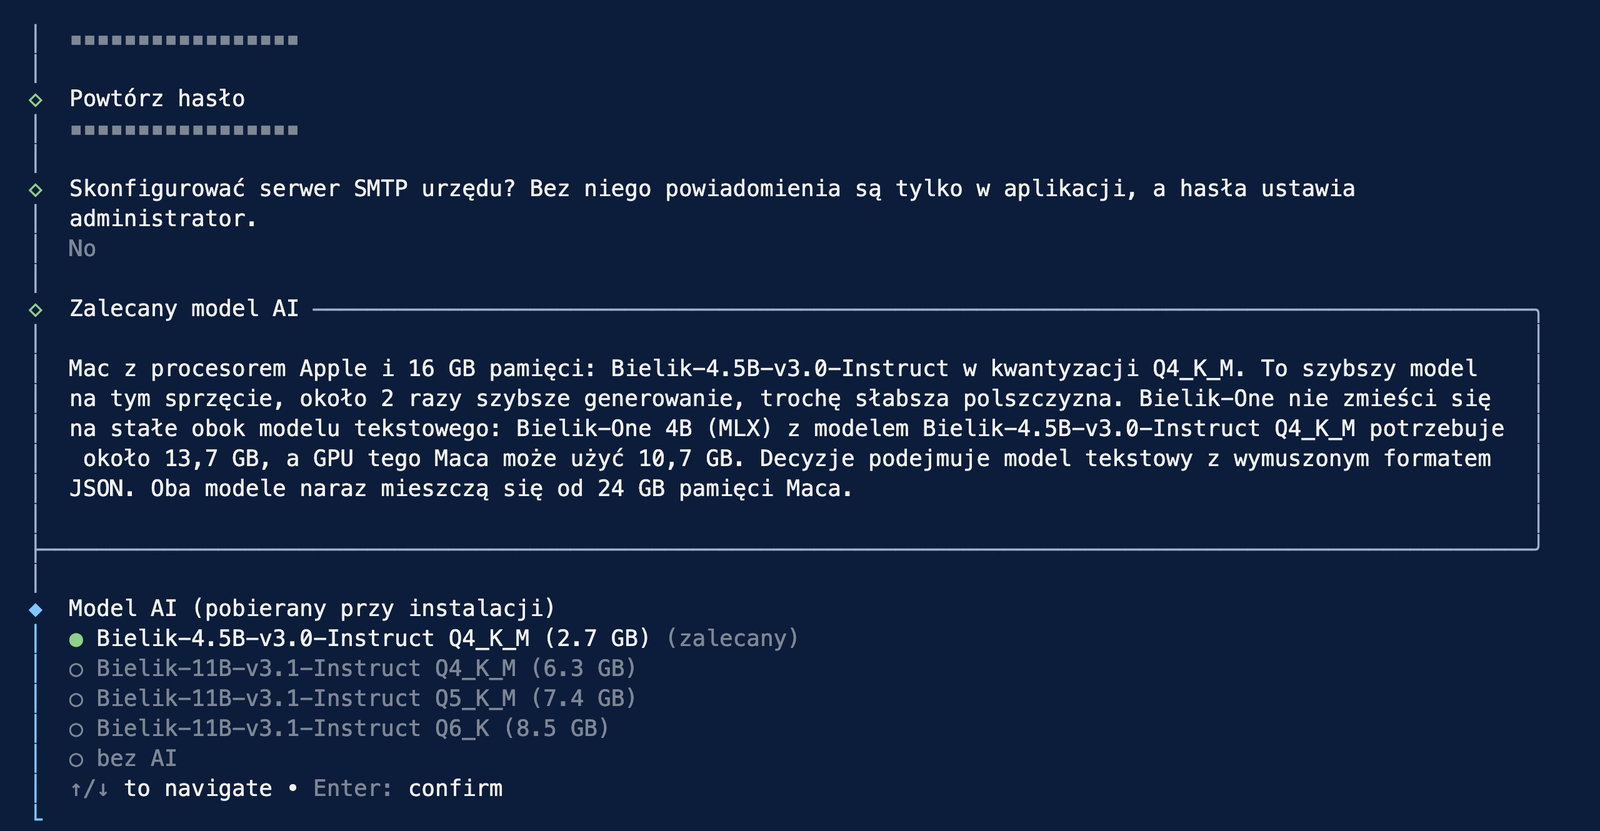 ▪▪▪▪▪▪▪▪▪▪▪▪▪▪▪▪▪
Powtórz hasło
▪▪▪▪▪▪▪▪▪▪▪▪▪▪▪▪▪
Skonfigurować serwer SMTP urzędu? Bez niego powiadomienia są tylko w aplikacji, a hasła ustawia
administrator.
No
Zalecany model AI
Mac z procesorem Apple i 16 GB pamięci: Bielik-4.5B-v3.0-Instruct w kwantyzacji Q4_K_M. To szybszy model
na tym sprzęcie, około 2 razy szybsze generowanie, trochę słabsza polszczyzna. Bielik-One nie zmieści się
na stałe obok modelu tekstowego: Bielik-One 4B (MLX) z modelem Bielik-4.5B-v3.0-Instruct Q4_K_M potrzebuje
około 13,7 GB, a GPU tego Maca może użyć 10,7 GB. Decyzje podejmuje model tekstowy z wymuszonym formatem
JSON. Oba modele naraz mieszczą się od 24 GB pamięci Maca.
Model AI (pobierany przy instalacji)
● Bielik-4.5B-v3.0-Instruct Q4_K_M (2.7 GB) (zalecany)
○ Bielik-11B-v3.1-Instruct Q4_K_M (6.3 GB)
○ Bielik-11B-v3.1-Instruct Q5_K_M (7.4 GB)
○ Bielik-11B-v3.1-Instruct Q6_K (8.5 GB)
○ bez AI
↑/↓ to navigate • Enter: confirm